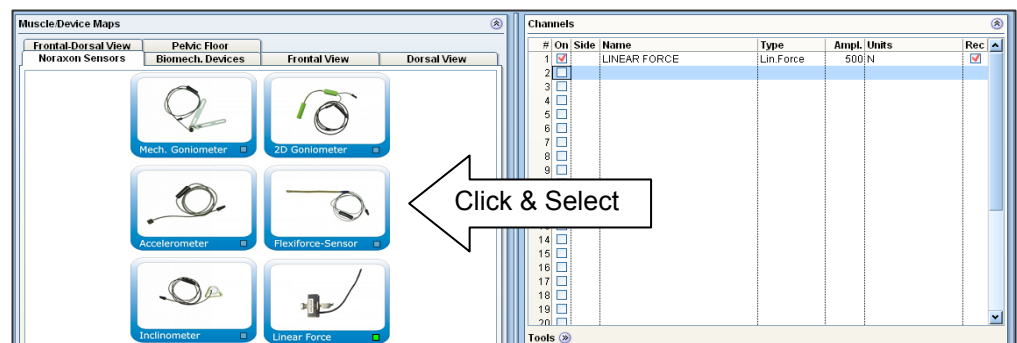 Muscle/Device Maps
Frontal-Dorsal View Pelvic Floor
Noraxon Sensors Biomech. Devices Frontal View Dorsal View
Mech. Goniometer 2D Goniometer
Accelerometer Flexiforce-Sensor
Inclinometer Linear Force
Click & Select
Channels
# On Side Name Type Ampl. Units Rec
1 LINEAR FORCE Lin.Force 500 N
2
3
4
5
6
7
8
9
14
15
16
17
18
19
20
Tools